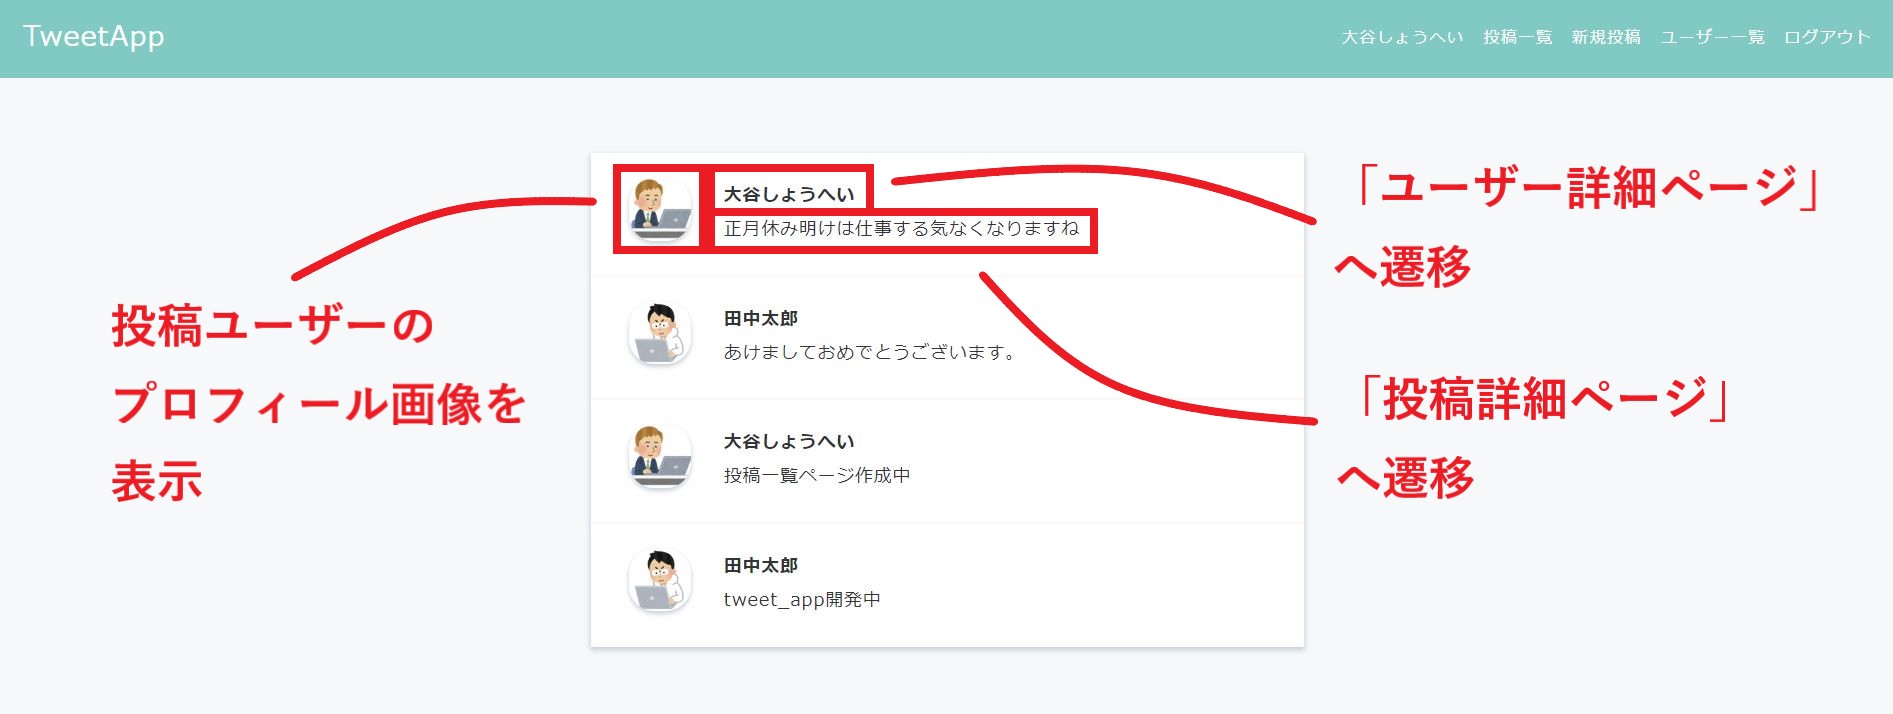 TweetApp
大谷しょうへい 投稿一覧 新規投稿 ユーザー一覧 ログアウト
大谷しょうへい
正月休み明けは仕事する気なくなりますね
田中太郎
あけましておめでとうございます。
大谷しょうへい
投稿一覧ページ作成中
田中太郎
tweet_app開発中
投稿ユーザーの
プロフィール画像を
表示
「ユーザー詳細ページ」
へ遷移
「投稿詳細ページ」
へ遷移